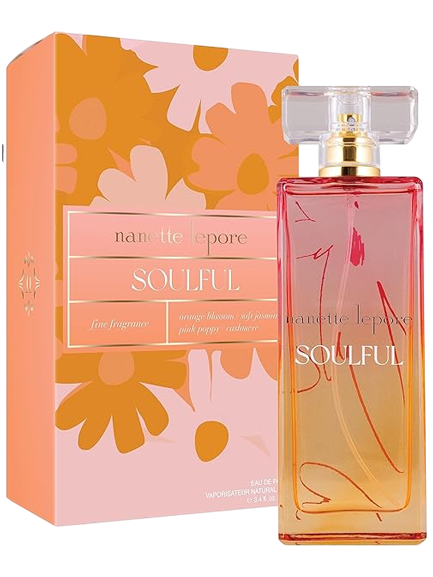 nanette lepore
SOULFUL
fine fragrance
orange blossom · soft jasmine
pink poppy · cashmere
EAU DE P
VAPORISATEUR NATURAL
3.4 fl. oz
nanette lepore
SOULFUL